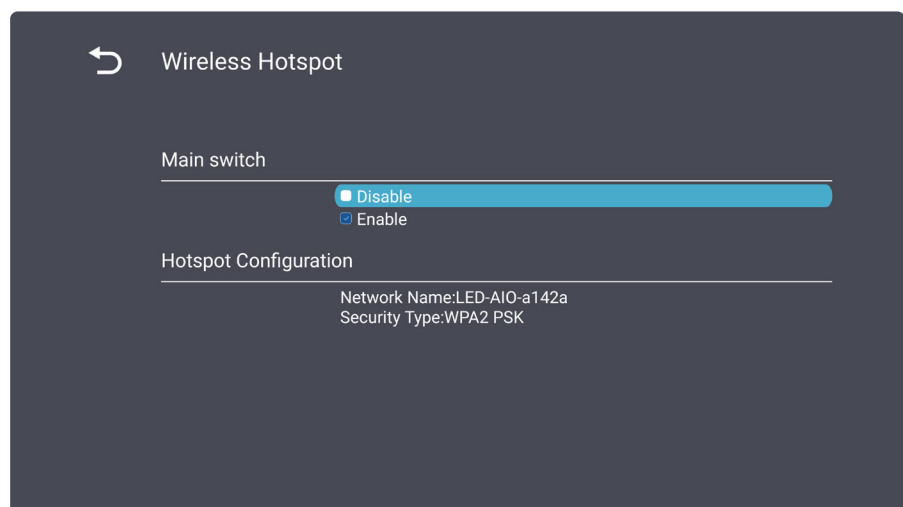 Wireless Hotspot
Main switch
Disable
Enable
Hotspot Configuration
Network Name:LED-AIO-a142a
Security Type:WPA2 PSK